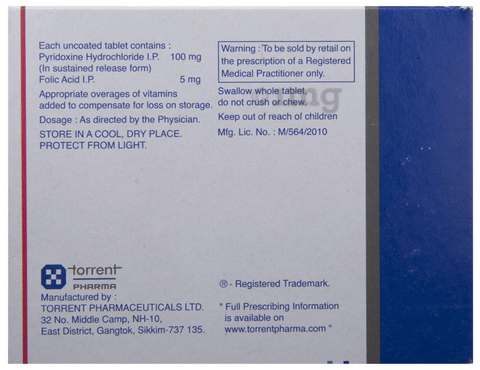 Each uncoated tablet contains :
Pyridoxine Hydrochloride I.P. 100 mg
(In sustained release form)
Folic Acid I.P. 5 mg
Appropriate overages of vitamins
added to compensate for loss on storage.
Dosage : As directed by the Physician.
STORE IN A COOL, DRY PLACE.
PROTECT FROM LIGHT.
Warning : To be sold by retail on
the prescription of a Registered
Medical Practitioner only.
Swallow whole tablet,
do not crush or chew.
Keep out of reach of children
Mfg. Lic. No. : M/564/2010
torrent
PHARMA
Manufactured by :
TORRENT PHARMACEUTICALS LTD.
32 No. Middle Camp, NH-10,
East District, Gangtok, Sikkim-737 135.
® - Registered Trademark.
" Full Prescribing Information
is available on
www.torrentpharma.com "